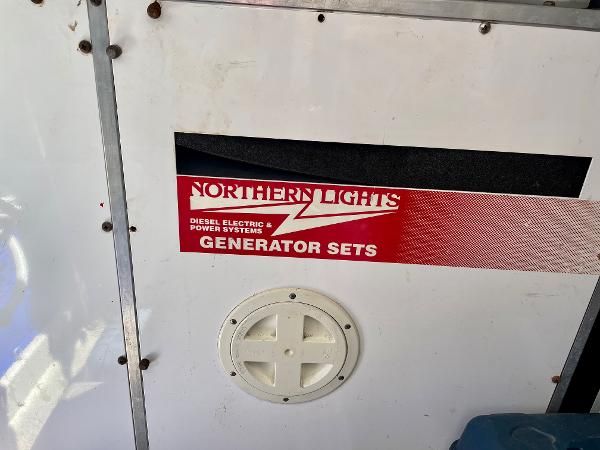 NORTHERN LIGHTS
DIESEL ELECTRIC &
POWER SYSTEMS
GENERATOR SETS